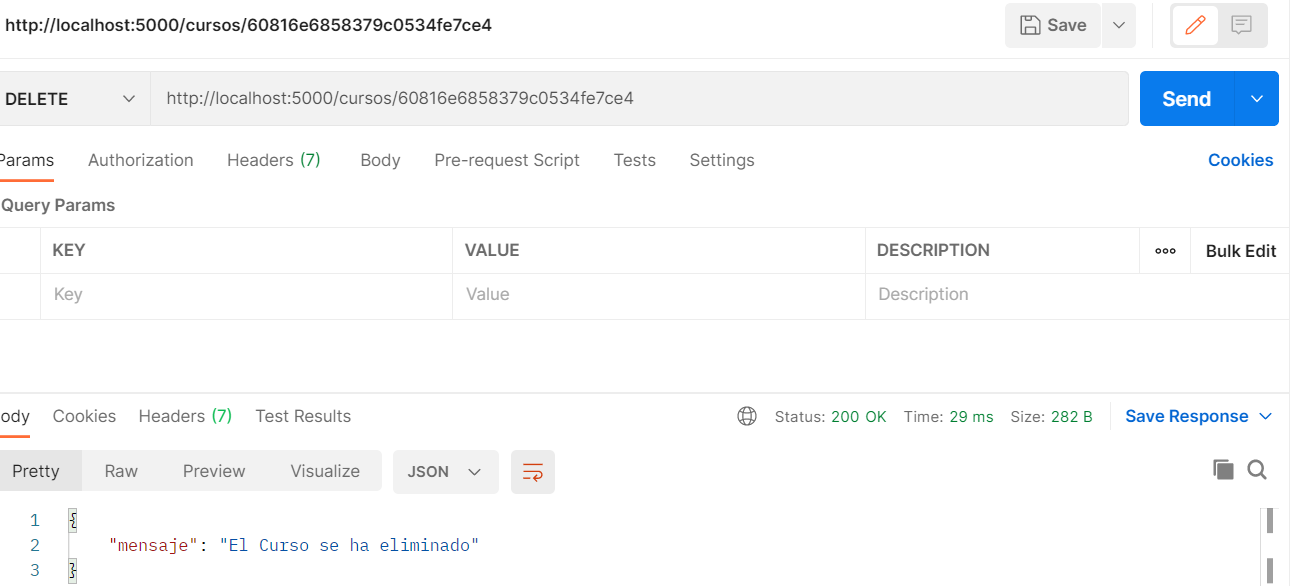 http://localhost:5000/cursos/60816e6858379c0534fe7ce4 Save
DELETE http://localhost:5000/cursos/60816e6858379c0534fe7ce4 Send
Params Authorization Headers (7) Body Pre-request Script Tests Settings Cookies
Query Params
KEY VALUE DESCRIPTION ooo Bulk Edit
Key Value Description
ody Cookies Headers (7) Test Results Status: 200 OK Time: 29 ms Size: 282 B Save Response
Pretty Raw Preview Visualize JSON
1 {
2 "mensaje": "El Curso se ha eliminado"
3 }